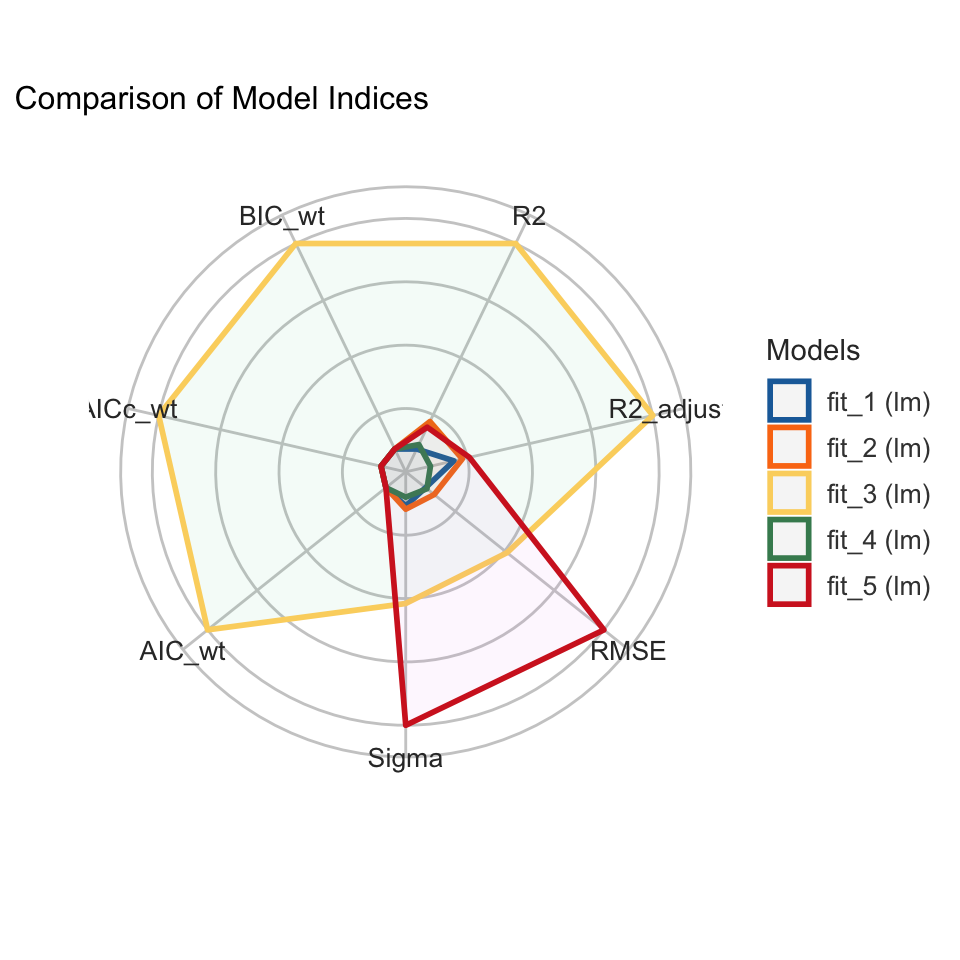 Comparison of Model Indices
BIC_wt
R2
AICc_wt
R2_adjus
AIC_wt
RMSE
Sigma
Models
fit_1 (lm)
fit_2 (lm)
fit_3 (lm)
fit_4 (lm)
fit_5 (lm)